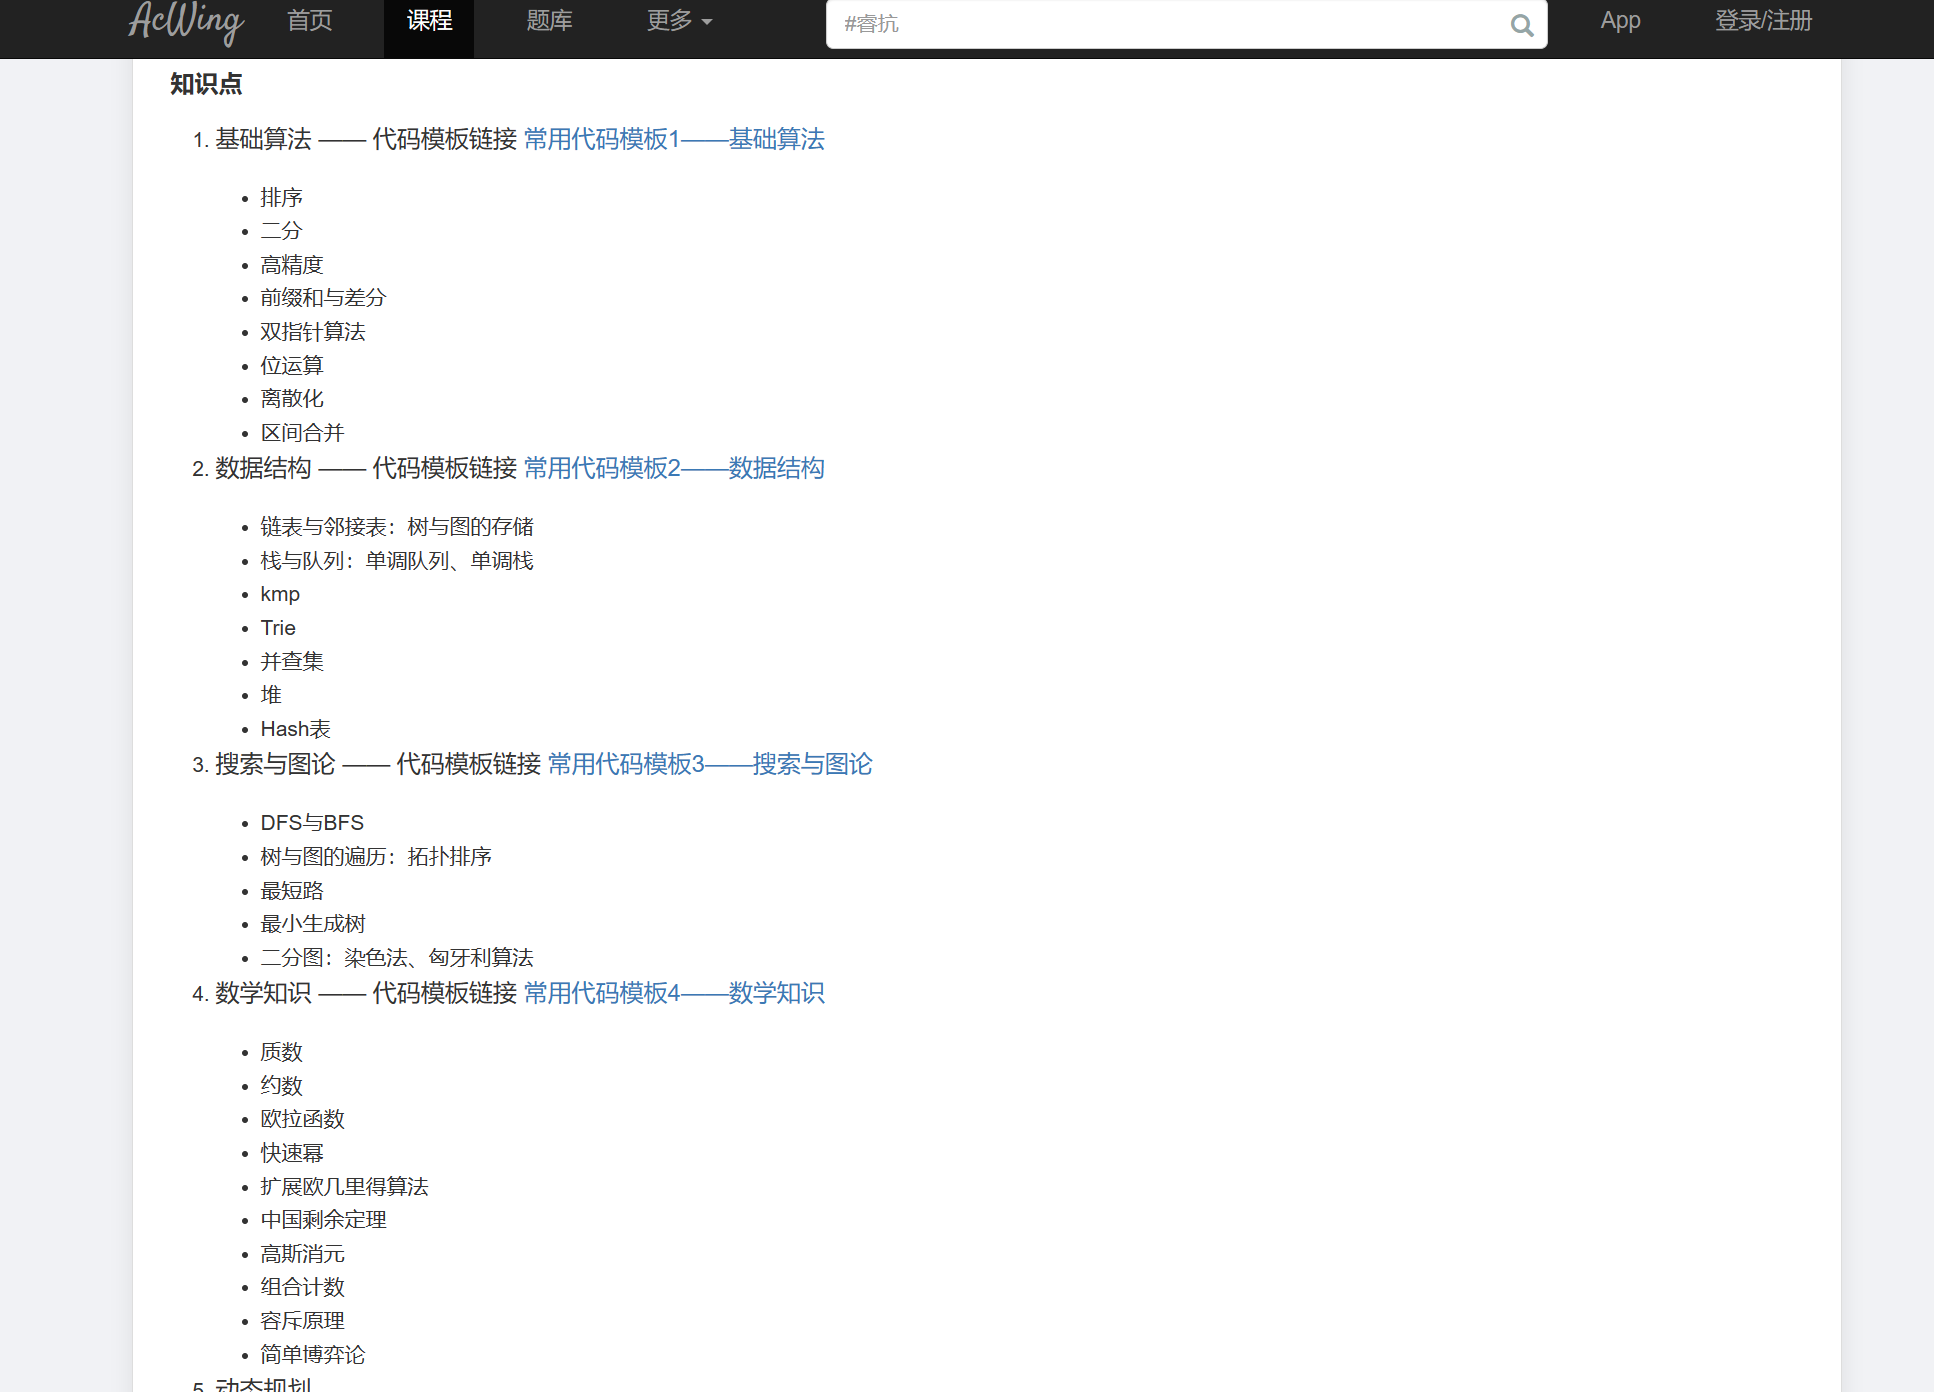 AcWing 首页 课程 题库 更多 #睿抗 App 登录/注册
知识点
1. 基础算法 —— 代码模板链接 常用代码模板1——基础算法
• 排序
• 二分
• 高精度
• 前缀和与差分
• 双指针算法
• 位运算
• 离散化
• 区间合并
2. 数据结构 —— 代码模板链接 常用代码模板2——数据结构
• 链表与邻接表：树与图的存储
• 栈与队列：单调队列、单调栈
• kmp
• Trie
• 并查集
• 堆
• Hash表
3. 搜索与图论 —— 代码模板链接 常用代码模板3——搜索与图论
• DFS与BFS
• 树与图的遍历：拓扑排序
• 最短路
• 最小生成树
• 二分图：染色法、匈牙利算法
4. 数学知识 —— 代码模板链接 常用代码模板4——数学知识
• 质数
• 约数
• 欧拉函数
• 快速幂
• 扩展欧几里得算法
• 中国剩余定理
• 高斯消元
• 组合计数
• 容斥原理
• 简单博弈论
5. 动态规划